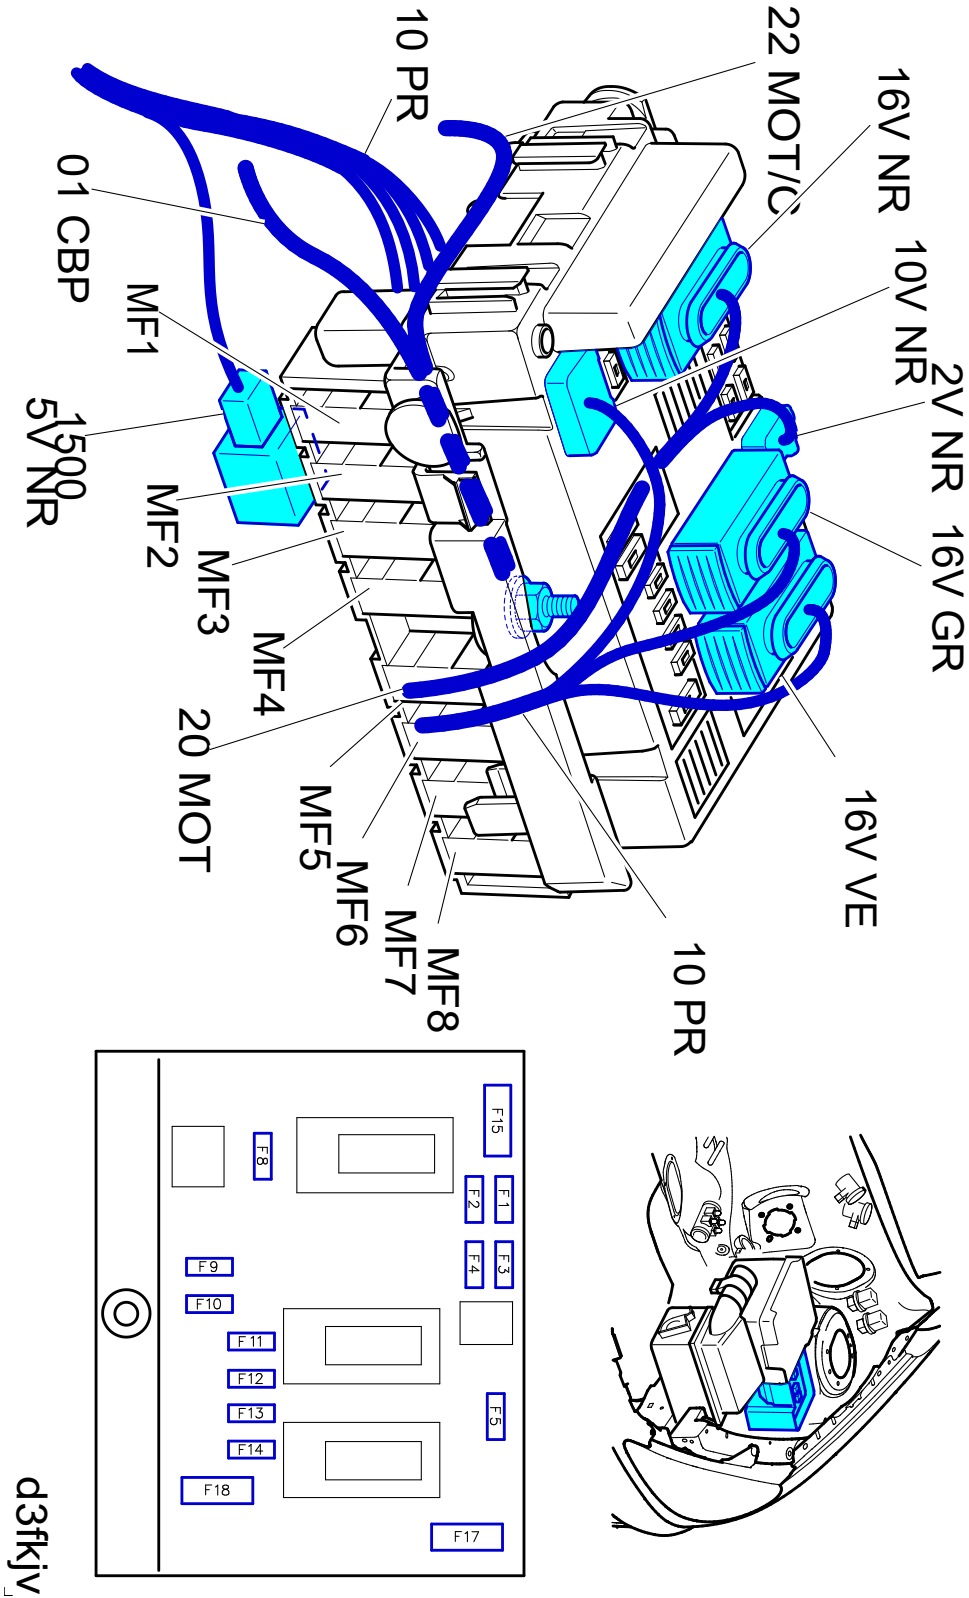 10 PR
22 MOT/C
16V NR
10V NR
2V NR
16V GR
16V VE
10 PR
01 CBP
MF1
1500
5V NR
MF2
MF3
MF4
20 MOT
MF5
MF6
MF7
MF8
F15
F8
F2
F1
F4
F3
F9
F10
F11
F12
F13
F5
F14
F18
F17
d3fkjv